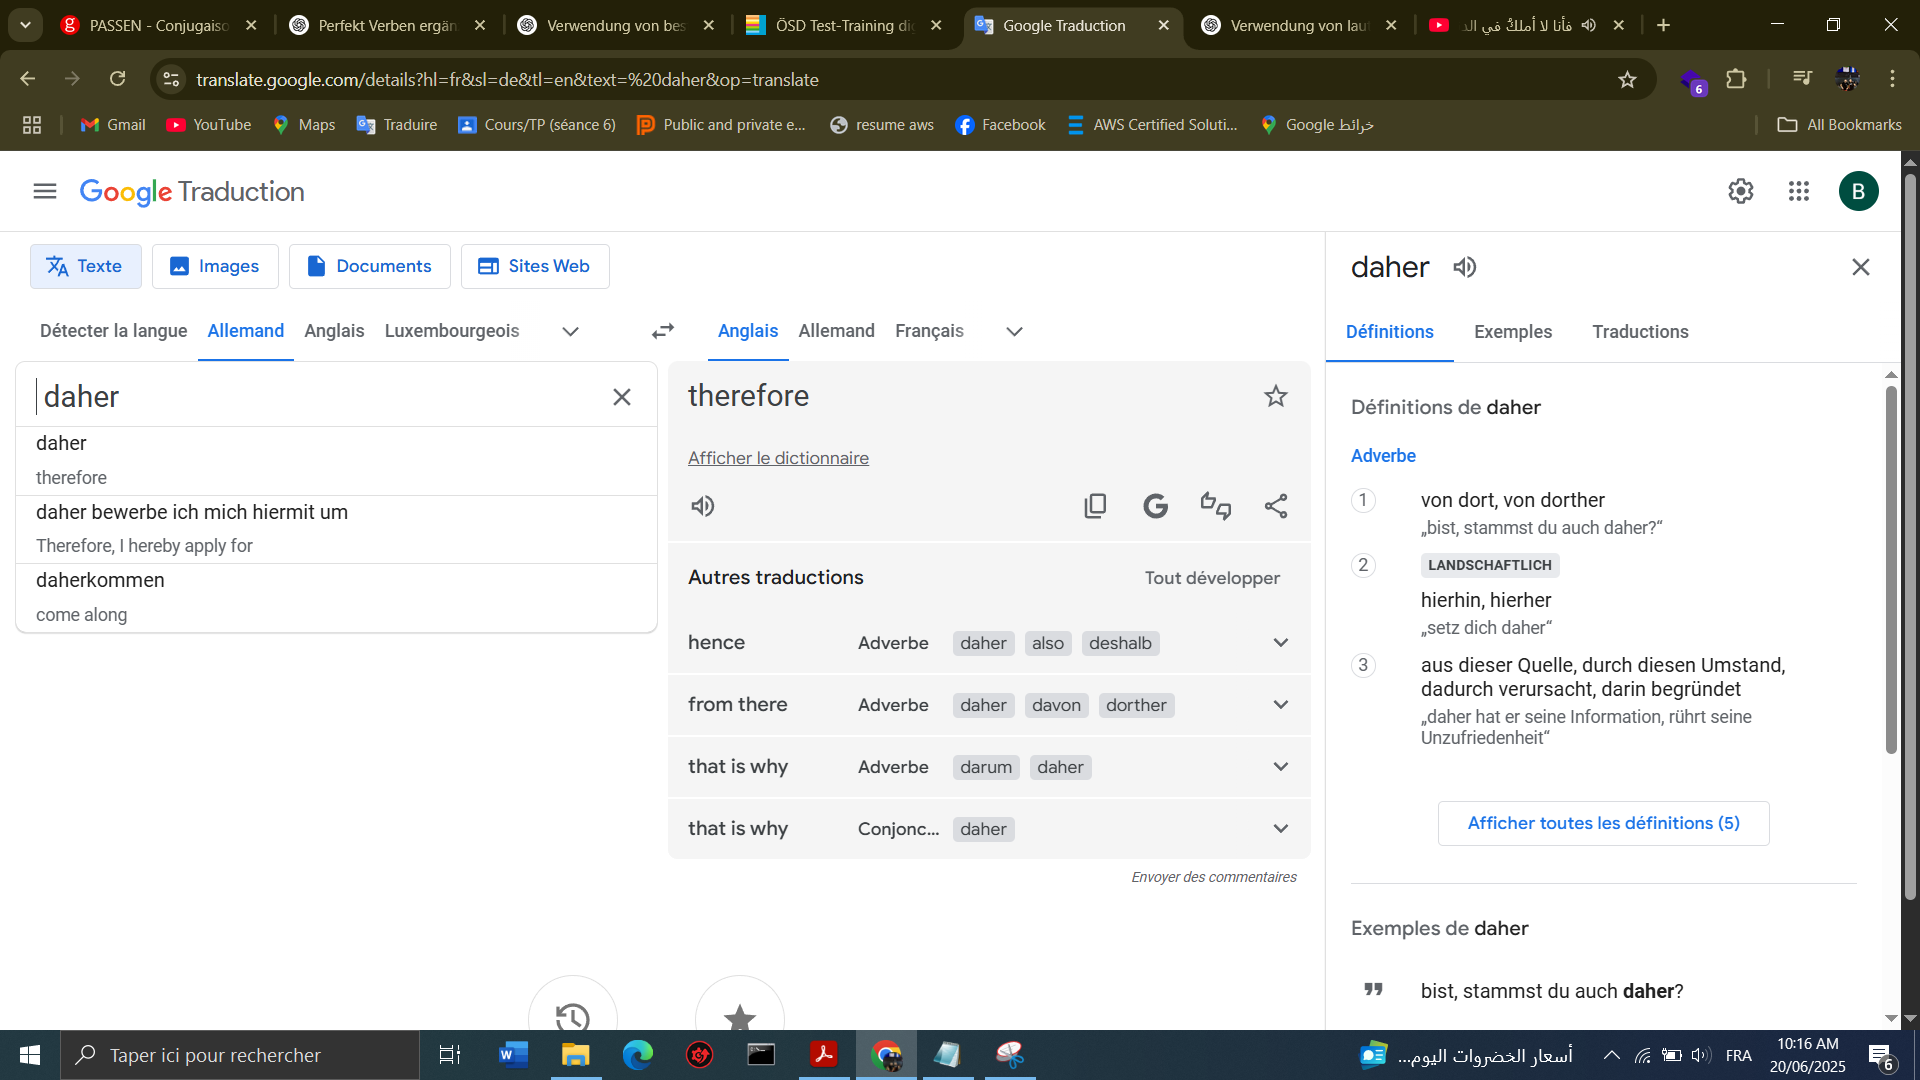 PASSEN - Conjugaiso
Perfekt Verben ergän
Verwendung von bes
ÖSD Test-Training di
Google Traduction
Verwendung von lau
فأنا لا أملكُ في الد
translate.google.com/details?hl=fr&sl=de&tl=en&text=%20daher&op=translate
6
Gmail
YouTube
Maps
Traduire
Cours/TP (séance 6)
Public and private e...
resume aws
Facebook
AWS Certified Soluti...
خرائط Google
All Bookmarks
Google Traduction
B
Texte
Images
Documents
Sites Web
Détecter la langue
Allemand
Anglais
Luxembourgeois
Anglais
Allemand
Français
daher
daher
therefore
daher bewerbe ich mich hiermit um
Therefore, I hereby apply for
daherkommen
come along
therefore
Afficher le dictionnaire
Autres traductions
Tout développer
hence Adverbe daher also deshalb
from there Adverbe daher davon dorther
that is why Adverbe darum daher
that is why Conjonc... daher
Envoyer des commentaires
daher
Définitions
Exemples
Traductions
Définitions de daher
Adverbe
1 von dort, von dorther
„bist, stammst du auch daher?“
2 LANDSCHAFTLICH
hierhin, hierher
„setz dich daher“
3 aus dieser Quelle, durch diesen Umstand,
dadurch verursacht, darin begründet
„daher hat er seine Information, rührt seine
Unzufriedenheit“
Afficher toutes les définitions (5)
Exemples de daher
bist, stammst du auch daher?
Taper ici pour rechercher
أسعار الخضروات اليوم...
FRA
10:16 AM
20/06/2025
6